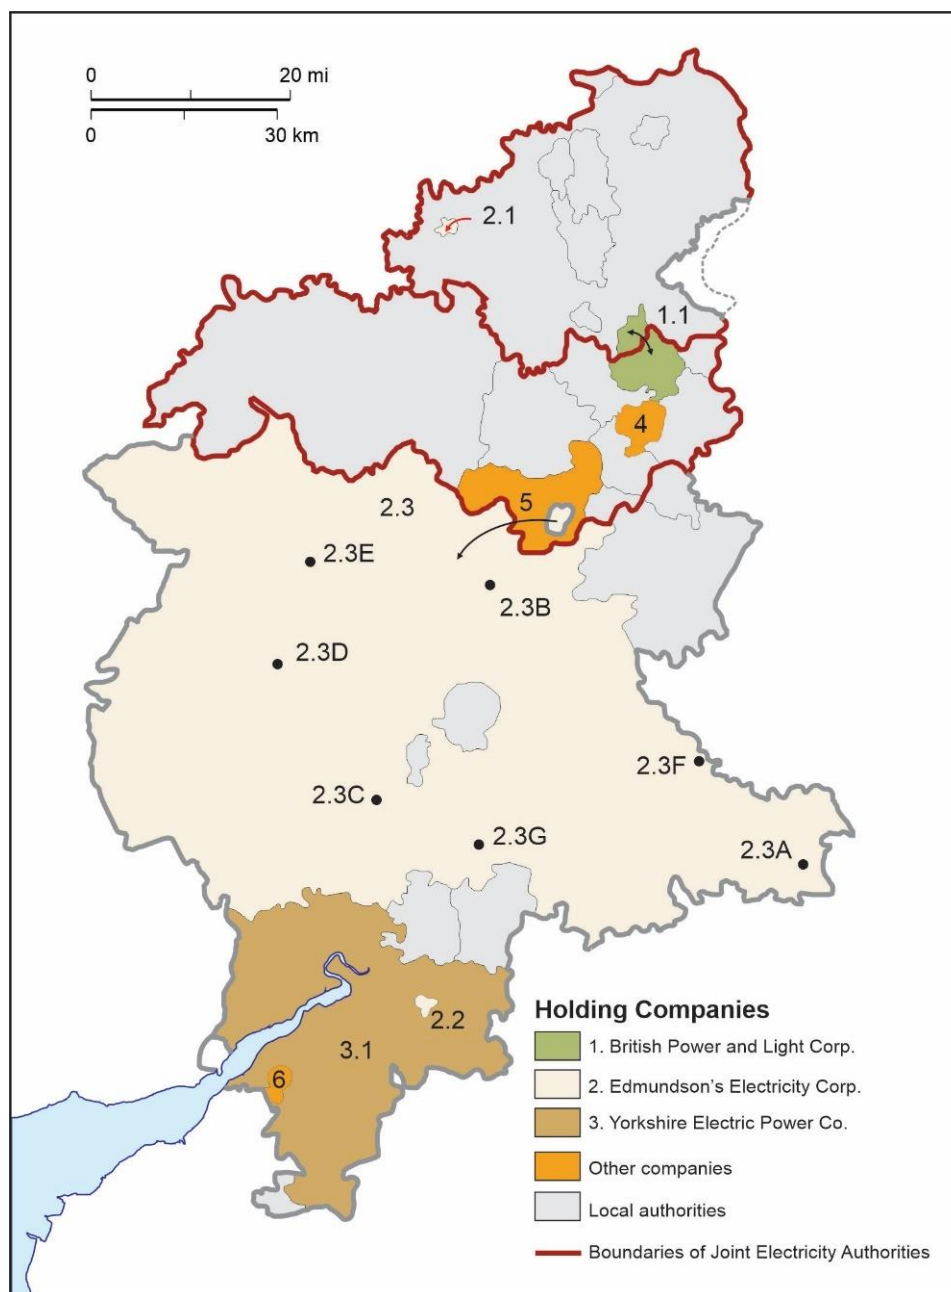 0 20 mi
0 30 km
2.1
1.1
4
2.3
5
2.3E
2.3B
2.3D
2.3F
2.3C
2.3G
2.3A
2.2
3.1
6
Holding Companies
1. British Power and Light Corp.
2. Edmundson's Electricity Corp.
3. Yorkshire Electric Power Co.
Other companies
Local authorities
Boundaries of Joint Electricity Authorities